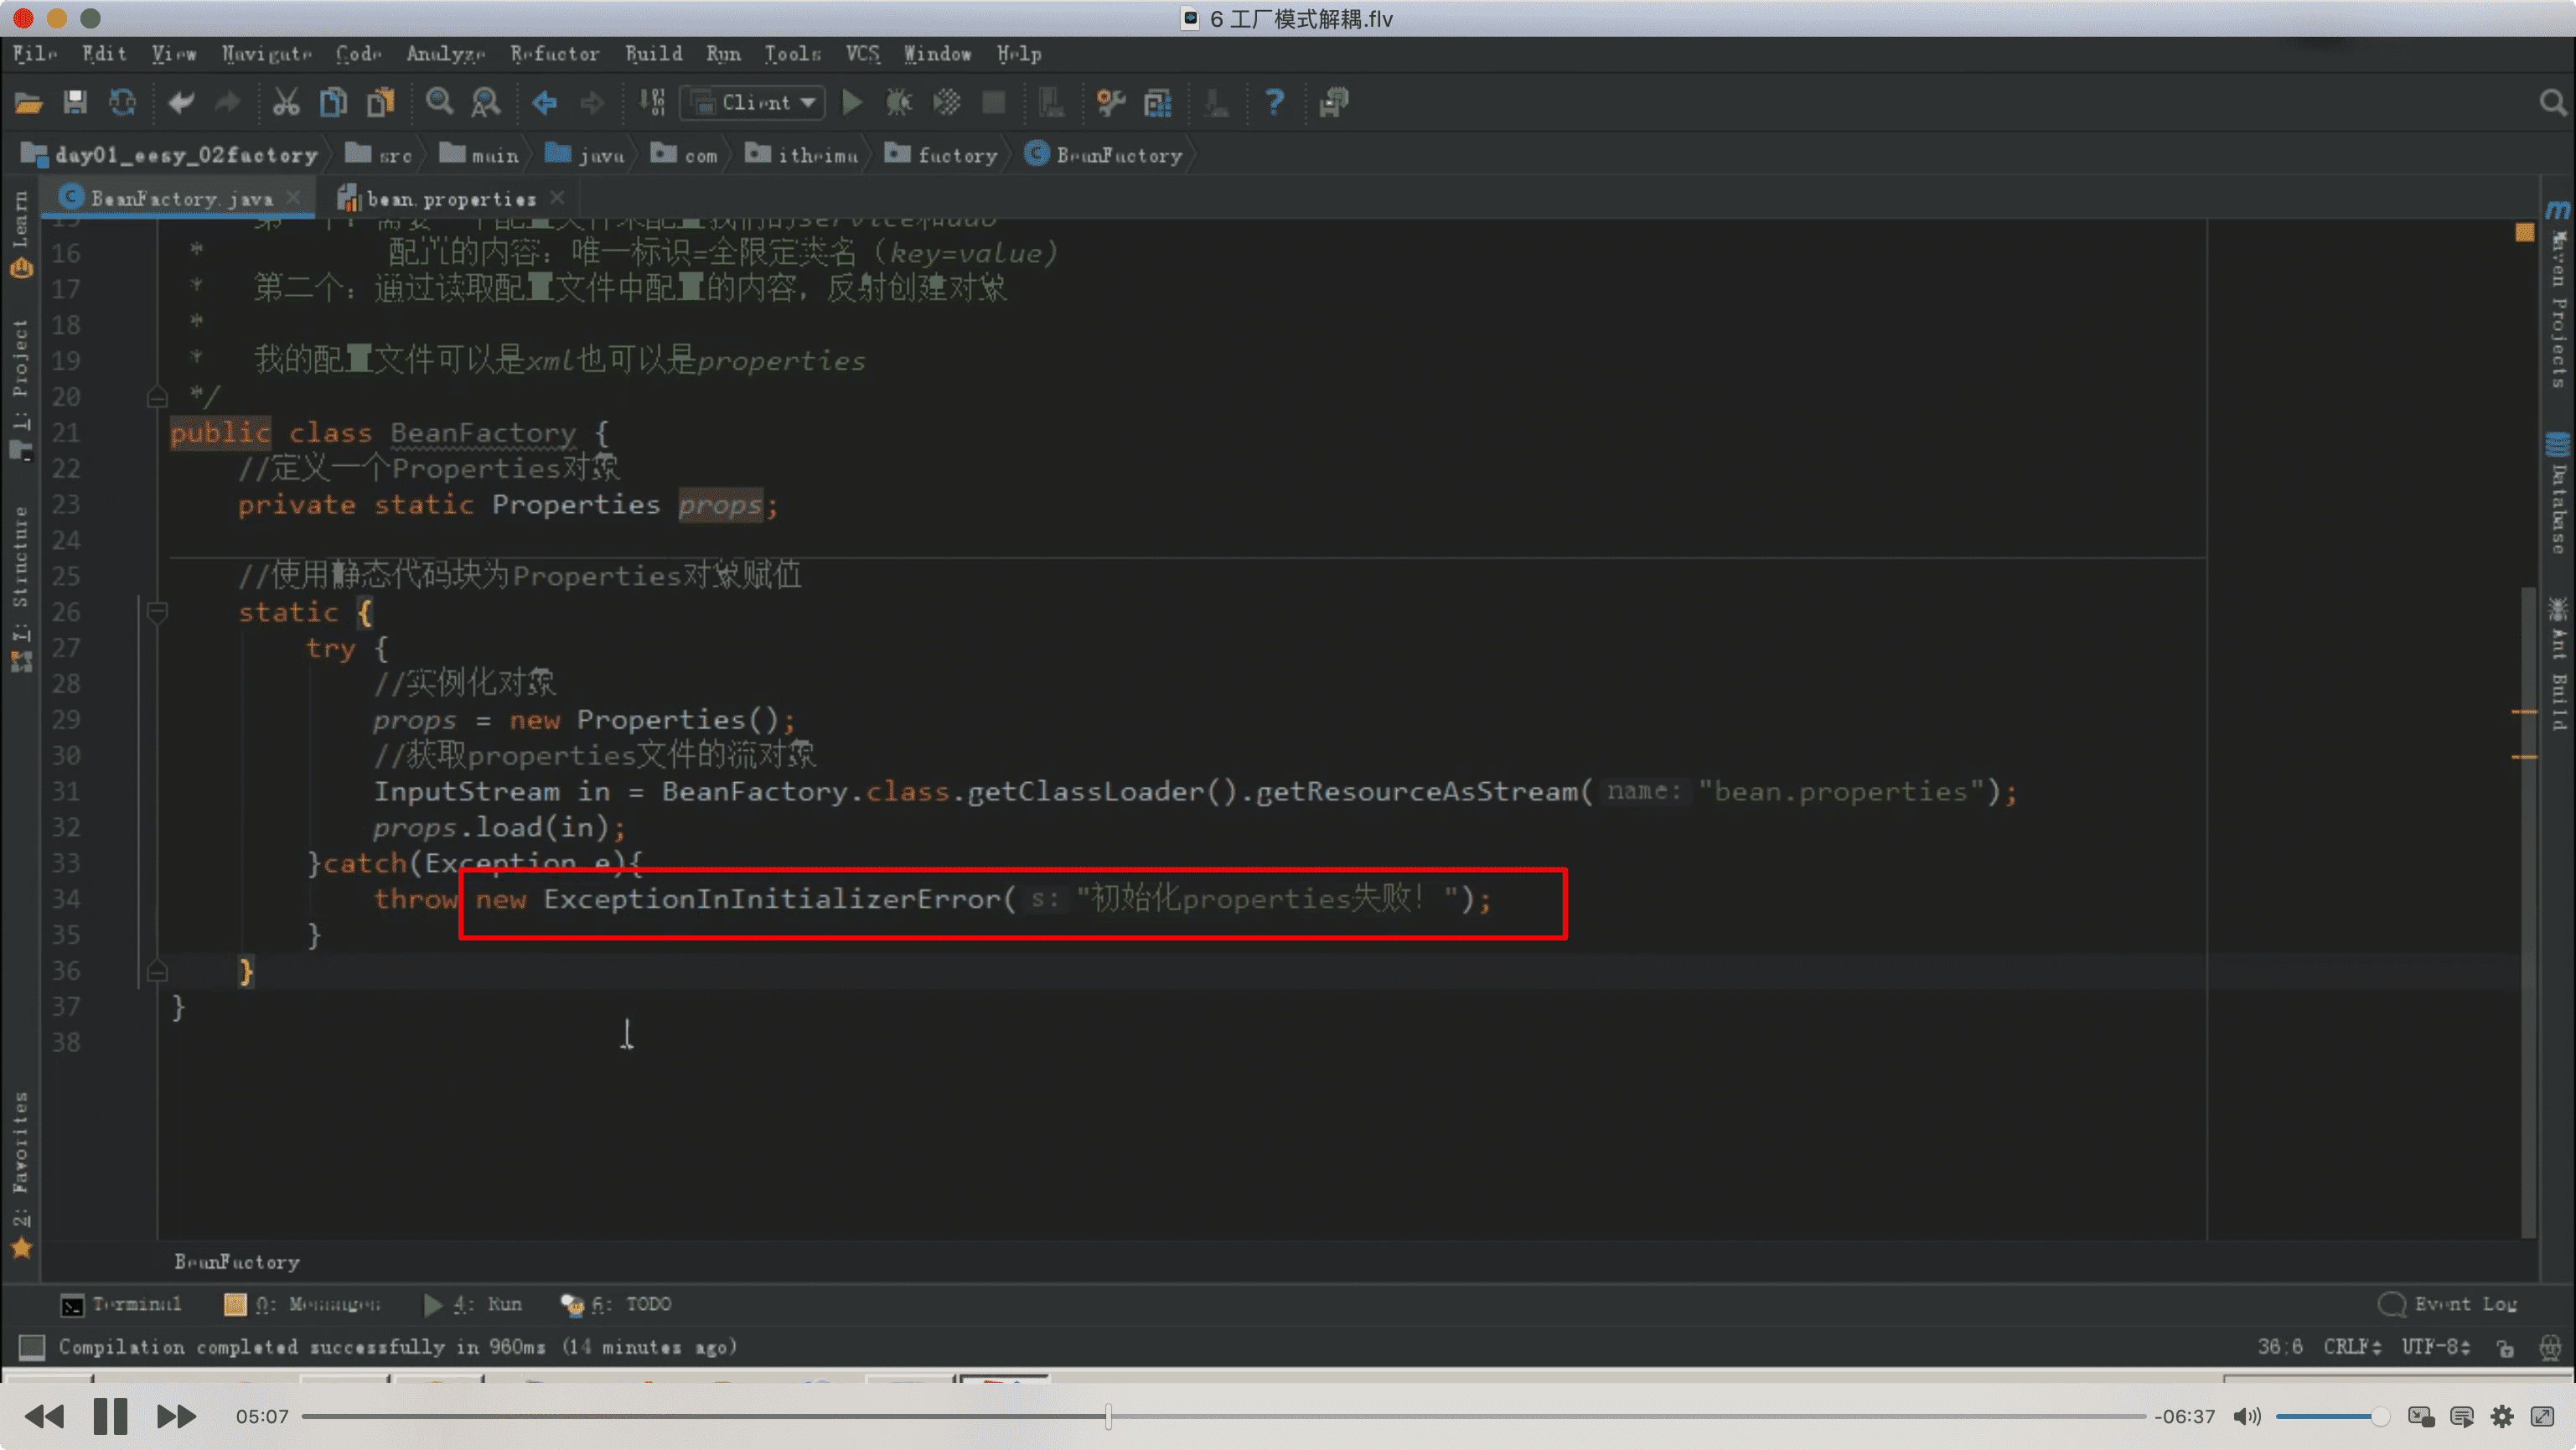 6 工厂模式解耦.flv
File Edit View Navigate Code Analyze Refactor Build Run Tools VCS Window Help
Client
day01_eesy_02factory src main java com itheima factory BeanFactory
BeanFactory.java bean.properties
16 * 配置的内容：唯一标识=全限定类名（key=value）
17 * 第二个：通过读取配置文件中配置的内容，反射创建对象
18 *
19 * 我的配置文件可以是xml也可以是properties
20 */
21 public class BeanFactory {
22 //定义一个Properties对象
23 private static Properties props;
24
25 //使用静态代码块为Properties对象赋值
26 static {
27 try {
28 //实例化对象
29 props = new Properties();
30 //获取properties文件的流对象
31 InputStream in = BeanFactory.class.getClassLoader().getResourceAsStream( name: "bean.properties");
32 props.load(in);
33 }catch(Exception e){
34 throw new ExceptionInInitializerError( s: "初始化properties失败！");
35 }
36 }
37 }
38
Learn
1: Project
7: Structure
2: Favorites
Maven Projects
Database
Ant Build
BeanFactory
Terminal 0: Messages 4: Run 6: TODO Event Log
Compilation completed successfully in 960ms (14 minutes ago) 36:6 CRLF UTF-8
05:07 -06:37